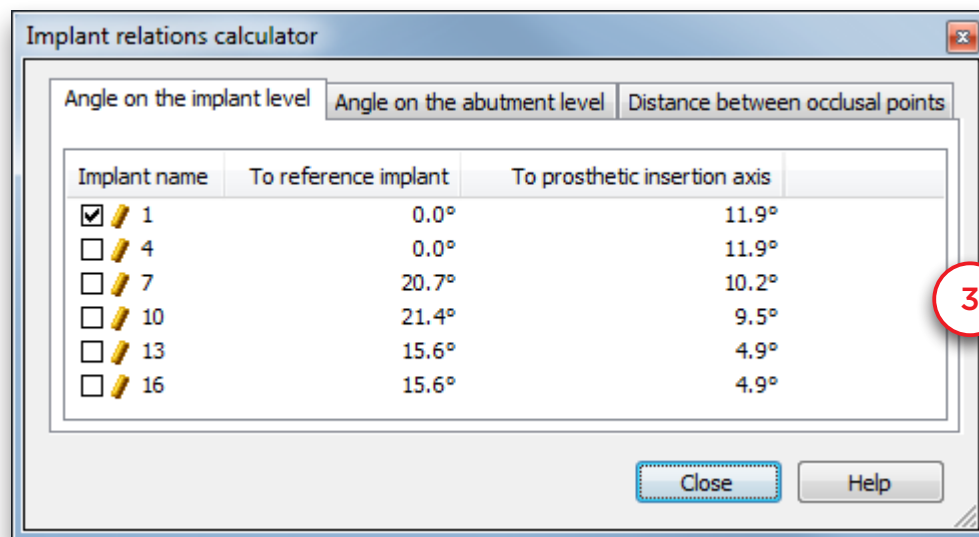 Implant relations calculator
Angle on the implant level Angle on the abutment level Distance between occlusal points
Implant name To reference implant To prosthetic insertion axis
1 0.0° 11.9°
4 0.0° 11.9°
7 20.7° 10.2°
3
10 21.4° 9.5°
13 15.6° 4.9°
16 15.6° 4.9°
Close Help